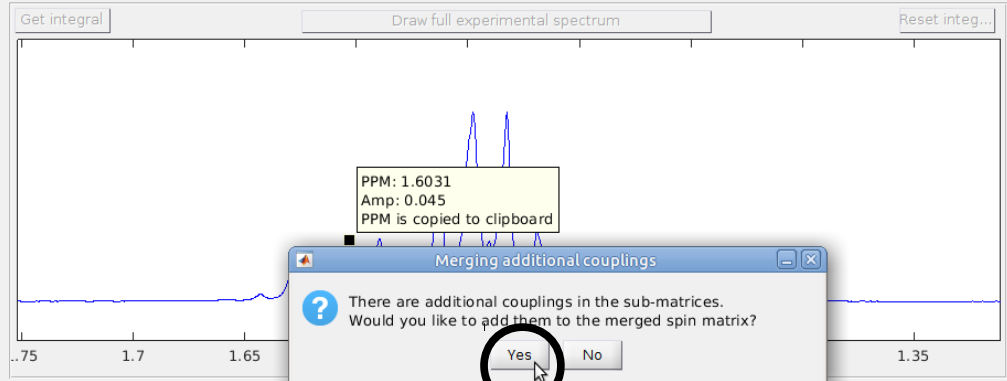 Get integral
Draw full experimental spectrum
Reset integ...
PPM: 1.6031
Amp: 0.045
PPM is copied to clipboard
Merging additional couplings
There are additional couplings in the sub-matrices.
Would you like to add them to the merged spin matrix?
Yes
No
..75
1.7
1.65
1.35